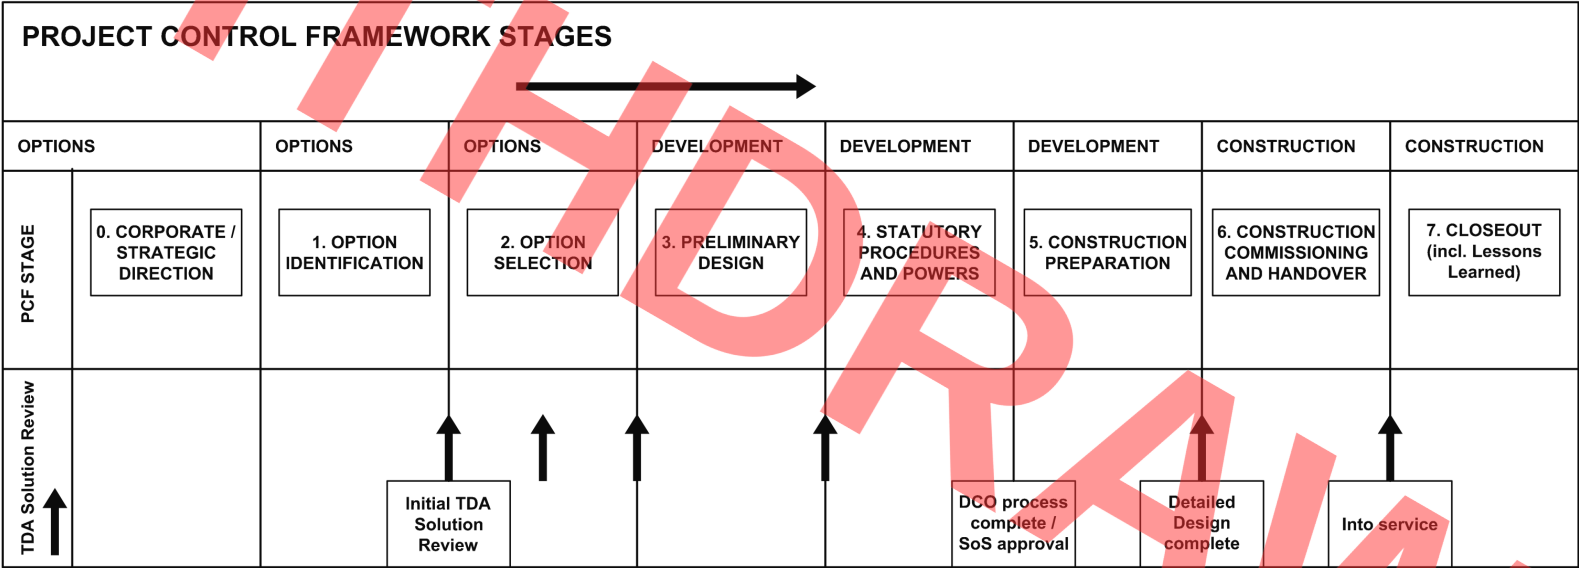 PROJECT CONTROL FRAMEWORK STAGES
OPTIONS
OPTIONS
OPTIONS
DEVELOPMENT
DEVELOPMENT
DEVELOPMENT
CONSTRUCTION
CONSTRUCTION
PCF STAGE
0. CORPORATE /
STRATEGIC
DIRECTION
1. OPTION
IDENTIFICATION
2. OPTION
SELECTION
3. PRELIMINARY
DESIGN
4. STATUTORY
PROCEDURES
AND POWERS
5. CONSTRUCTION
PREPARATION
6. CONSTRUCTION
COMMISSIONING
AND HANDOVER
7. CLOSEOUT
(incl. Lessons
Learned)
TDA Solution Review
Initial TDA
Solution
Review
DCO process
complete /
SoS approval
Detailed
Design
complete
Into service
THDRAW